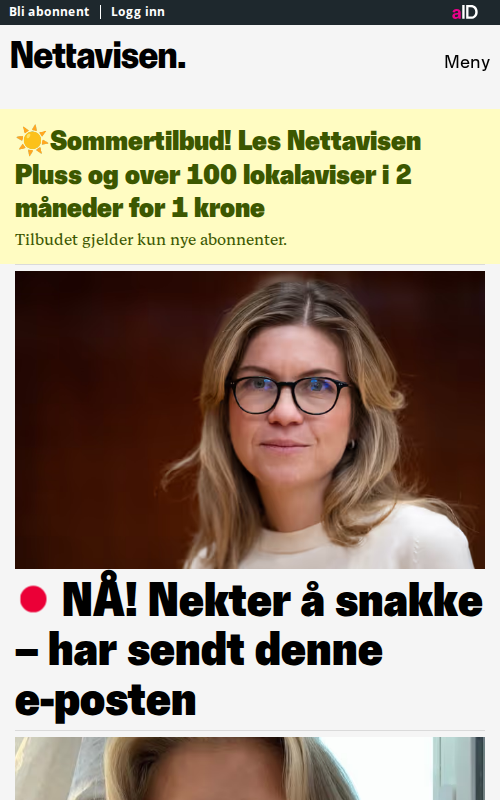 Bli abonnent | Logg inn
aID
Nettavisen.
Meny
☀️Sommertilbud! Les Nettavisen
Pluss og over 100 lokalaviser i 2
måneder for 1 krone
Tilbudet gjelder kun nye abonnenter.
NÅ! Nekter å snakke
– har sendt denne
e-posten